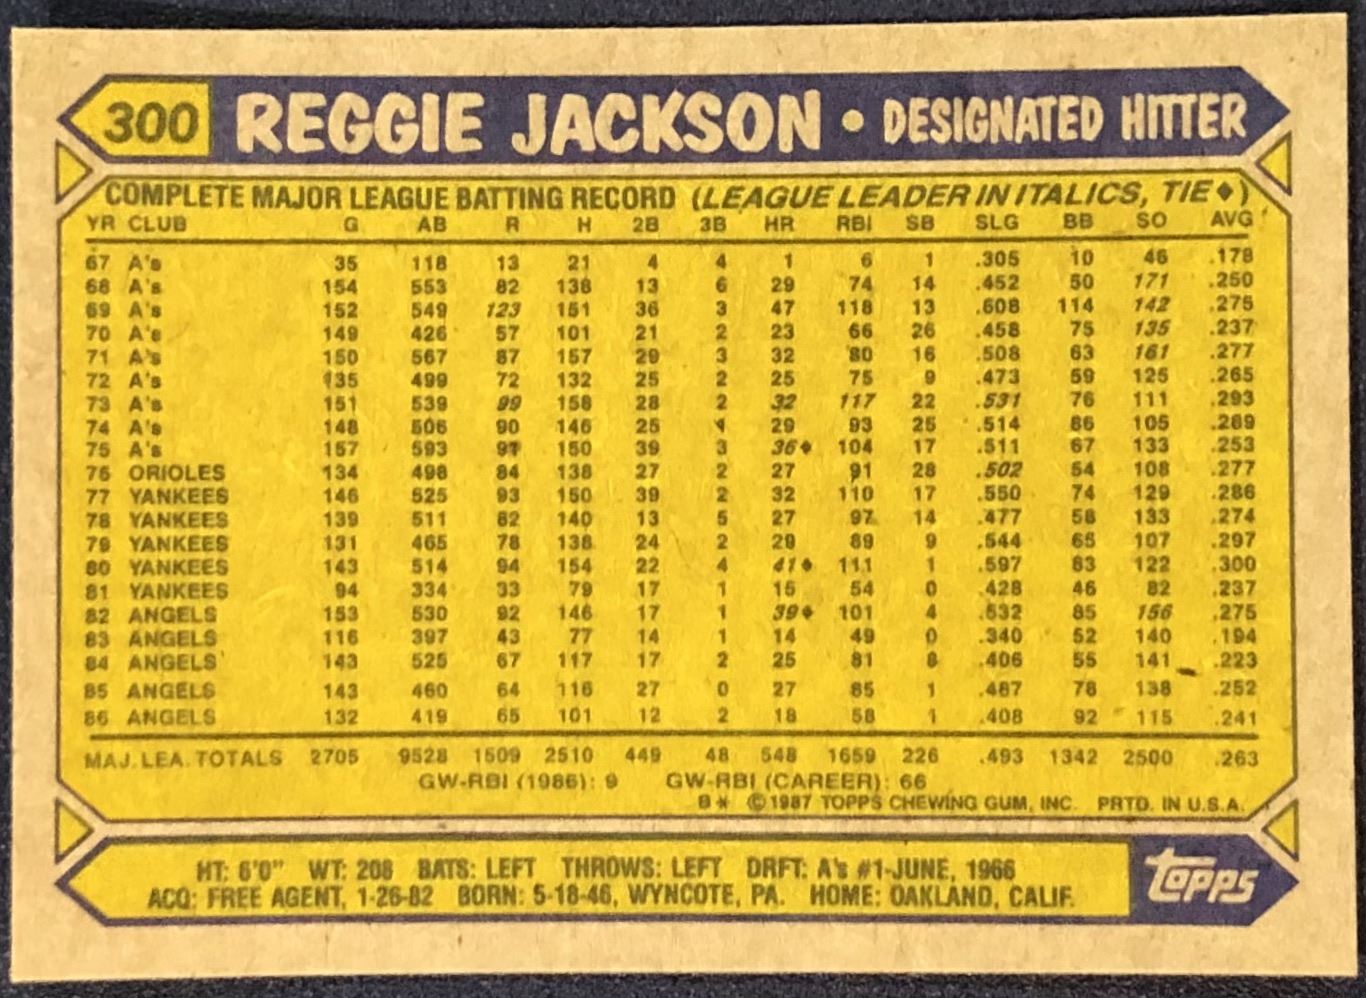 300 REGGIE JACKSON • DESIGNATED HITTER
COMPLETE MAJOR LEAGUE BATTING RECORD (LEAGUE LEADER IN ITALICS, TIE♦)
YR CLUB G AB R H 2B 3B HR RBI SB SLG BB SO AVG
67 A's 35 118 13 21 4 4 1 6 1 .305 10 46 .178
68 A's 154 553 82 138 13 6 29 74 14 .452 50 171 .250
69 A's 152 549 123 151 36 3 47 118 13 .608 114 142 .275
70 A's 149 426 57 101 21 2 23 66 26 .458 75 135 .237
71 A's 150 567 87 157 29 3 32 80 16 .508 63 161 .277
72 A's 135 499 72 132 25 2 25 75 9 .473 59 125 .265
73 A's 151 539 99 158 28 2 32 117 22 .531 76 111 .293
74 A's 148 506 90 146 25 4 29 93 25 .514 86 105 .289
75 A's 157 593 91 150 39 3 36♦ 104 17 .511 67 133 .253
76 ORIOLES 134 498 84 138 27 2 27 91 28 .502 54 108 .277
77 YANKEES 146 525 93 150 39 2 32 110 17 .550 74 129 .286
78 YANKEES 139 511 82 140 13 5 27 97 14 .477 58 133 .274
79 YANKEES 131 465 78 138 24 2 29 89 9 .544 65 107 .297
80 YANKEES 143 514 94 154 22 4 41♦ 111 1 .597 83 122 .300
81 YANKEES 94 334 33 79 17 1 15 54 0 .428 46 82 .237
82 ANGELS 153 530 92 146 17 1 39♦ 101 4 .532 85 156 .275
83 ANGELS 116 397 43 77 14 1 14 49 0 .340 52 140 .194
84 ANGELS 143 525 67 117 17 2 25 81 8 .406 55 141 .223
85 ANGELS 143 460 64 116 27 0 27 85 1 .487 78 138 .252
86 ANGELS 132 419 65 101 12 2 18 58 1 .408 92 115 .241
MAJ. LEA. TOTALS 2705 9528 1509 2510 449 48 548 1659 226 .493 1342 2500 .263
GW-RBI (1986): 9 GW-RBI (CAREER): 66
B* ©1987 TOPPS CHEWING GUM, INC. PRTD. IN U.S.A.
HT: 6'0" WT: 208 BATS: LEFT THROWS: LEFT DRFT: A's #1-JUNE, 1966
ACQ: FREE AGENT, 1-26-82 BORN: 5-18-46, WYNCOTE, PA. HOME: OAKLAND, CALIF.
topps